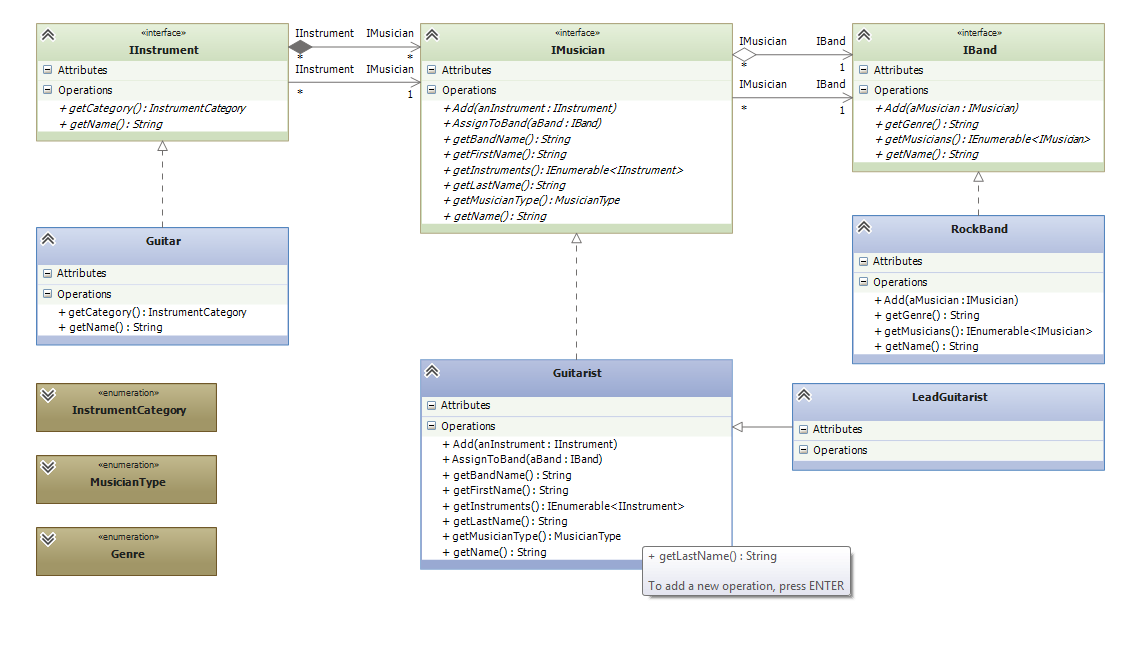 «interface»
IInstrument
Attributes
Operations
+ getCategory() : InstrumentCategory
+ getName() : String
IInstrument IMusician
* *
IInstrument IMusician
* 1
«interface»
IMusician
Attributes
Operations
+ Add(anInstrument : IInstrument)
+ AssignToBand(aBand : IBand)
+ getBandName() : String
+ getFirstName() : String
+ getInstruments() : IEnumerable<IInstrument>
+ getLastName() : String
+ getMusicianType() : MusicianType
+ getName() : String
IMusician IBand
* 1
IMusician IBand
* 1
«interface»
IBand
Attributes
Operations
+ Add(aMusician : IMusician)
+ getGenre() : String
+ getMusicians() : IEnumerable<IMusician>
+ getName() : String
Guitar
Attributes
Operations
+ getCategory() : InstrumentCategory
+ getName() : String
RockBand
Attributes
Operations
+ Add(aMusician : IMusician)
+ getGenre() : String
+ getMusicians() : IEnumerable<IMusician>
+ getName() : String
«enumeration»
InstrumentCategory
«enumeration»
MusicianType
«enumeration»
Genre
Guitarist
Attributes
Operations
+ Add(anInstrument : IInstrument)
+ AssignToBand(aBand : IBand)
+ getBandName() : String
+ getFirstName() : String
+ getInstruments() : IEnumerable<IInstrument>
+ getLastName() : String
+ getMusicianType() : MusicianType
+ getName() : String
LeadGuitarist
Attributes
Operations
+ getLastName() : String
To add a new operation, press ENTER